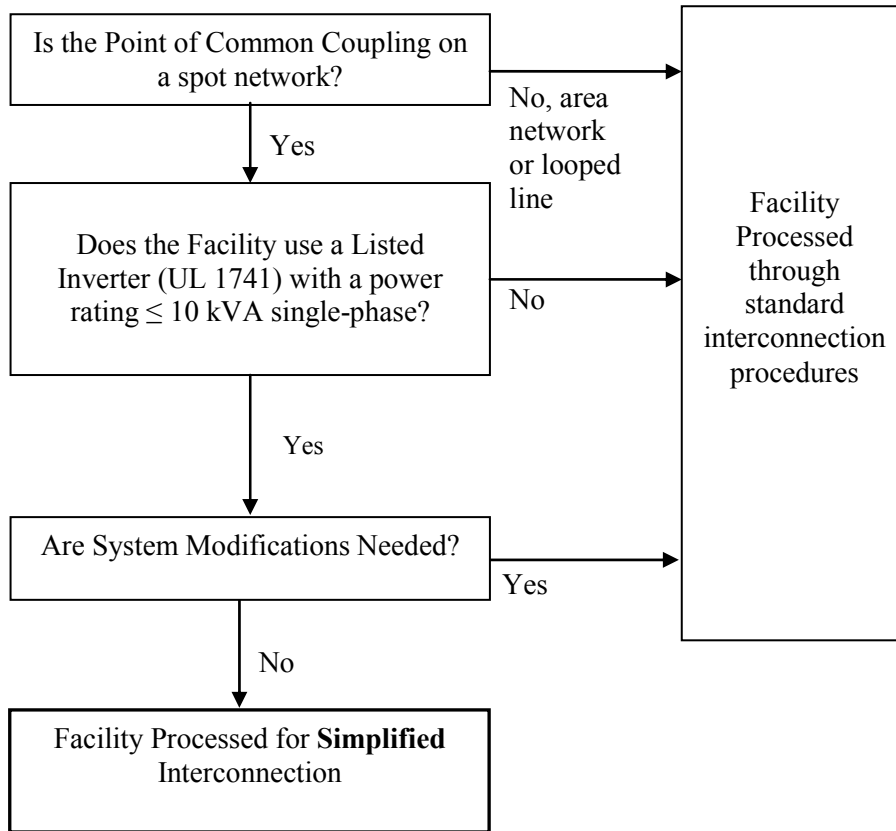 Is the Point of Common Coupling on
a spot network?
No, area
network
or looped
line
Yes
Does the Facility use a Listed
Inverter (UL 1741) with a power
rating ≤ 10 kVA single-phase?
No
Facility
Processed
through
standard
interconnection
procedures
Yes
Are System Modifications Needed?
Yes
No
Facility Processed for Simplified
Interconnection